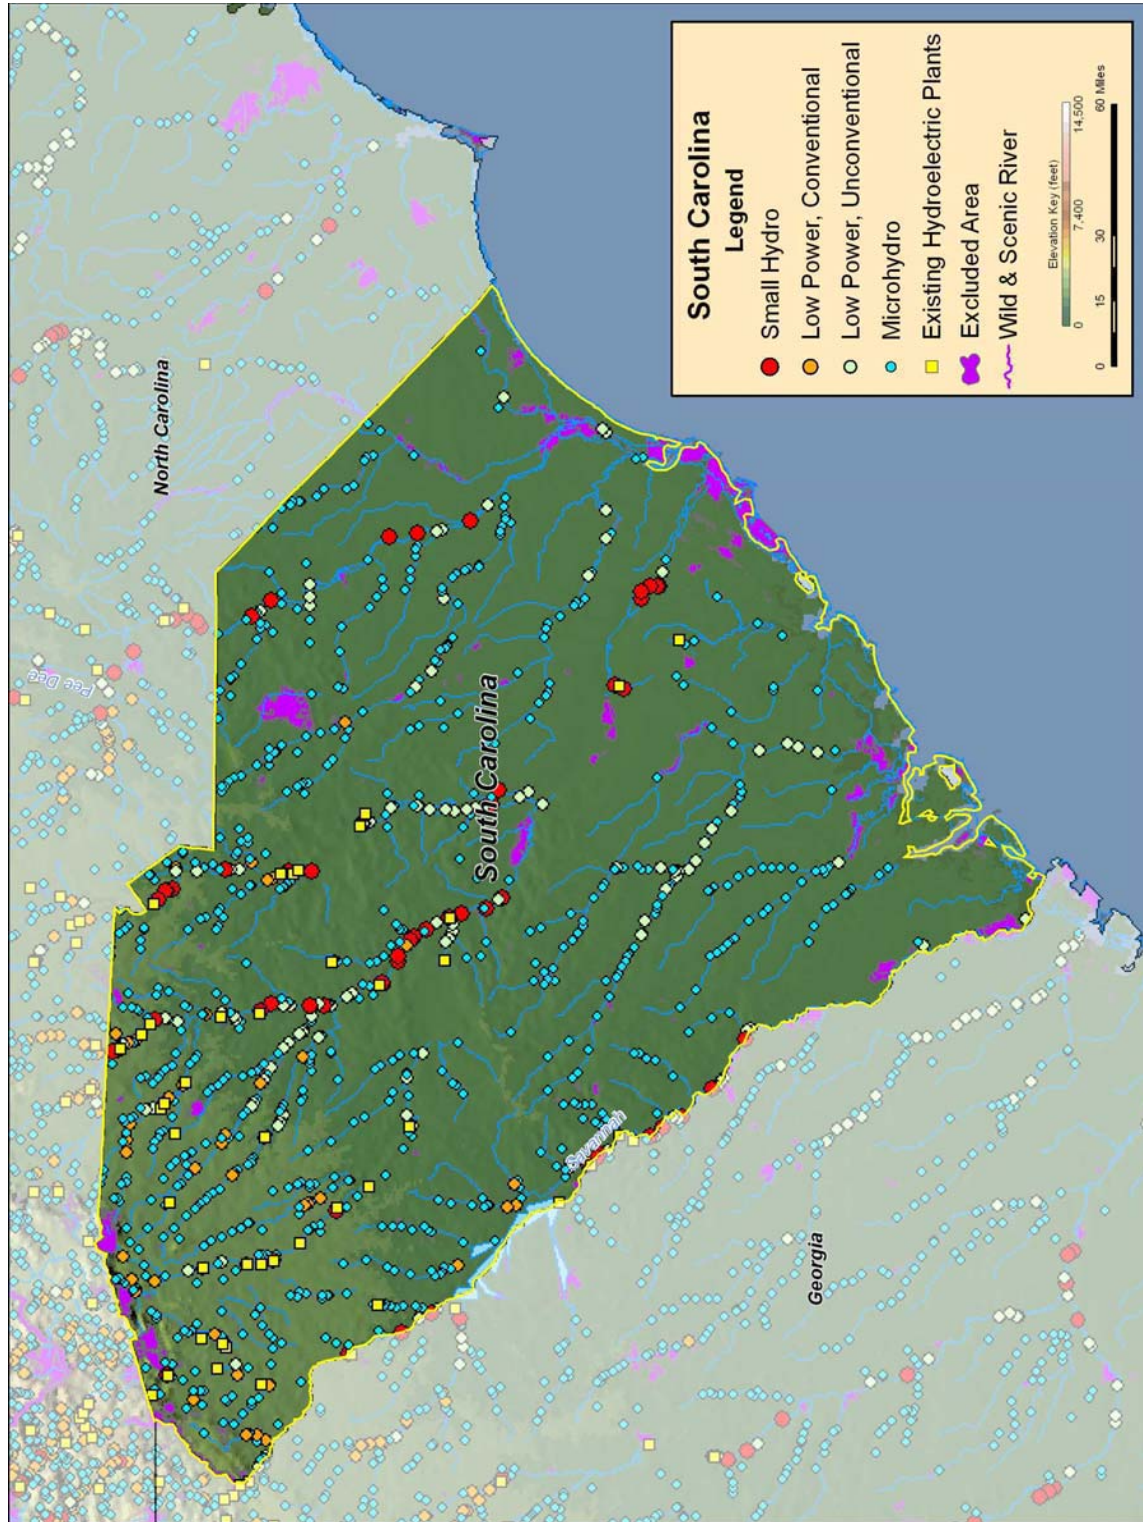 North Carolina
Pee Dee
South Carolina
Savannah
Georgia
South Carolina
Legend
Small Hydro
Low Power, Conventional
Low Power, Unconventional
Microhydro
Existing Hydroelectric Plants
Excluded Area
Wild & Scenic River
Elevation Key (feet)
0 7,400 14,500
0 15 30 60 Miles